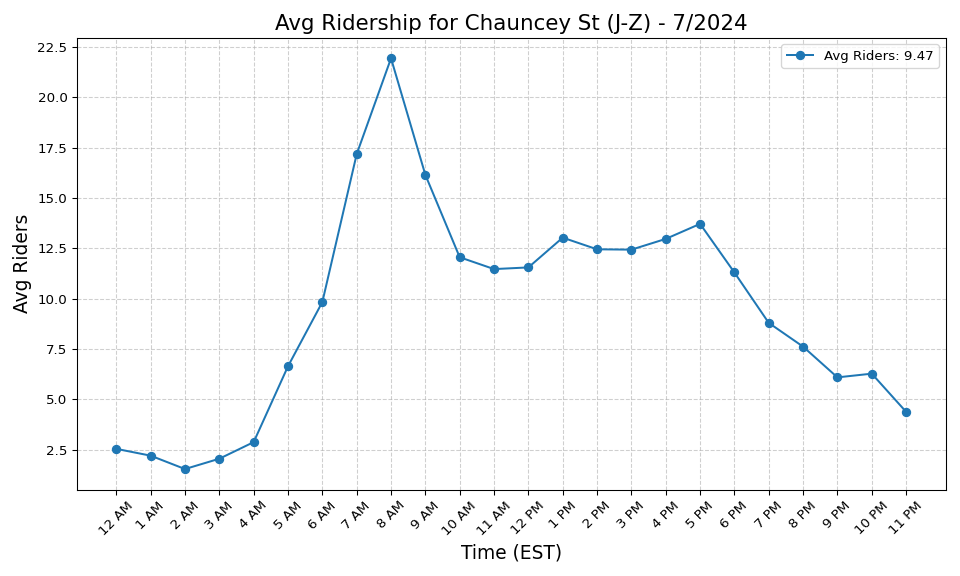 Avg Ridership for Chauncey St (J-Z) - 7/2024
Avg Riders: 9.47
Avg Riders
22.5
20.0
17.5
15.0
12.5
10.0
7.5
5.0
2.5
12 AM
1 AM
2 AM
3 AM
4 AM
5 AM
6 AM
7 AM
8 AM
9 AM
10 AM
11 AM
12 PM
1 PM
2 PM
3 PM
4 PM
5 PM
6 PM
7 PM
8 PM
9 PM
10 PM
11 PM
Time (EST)